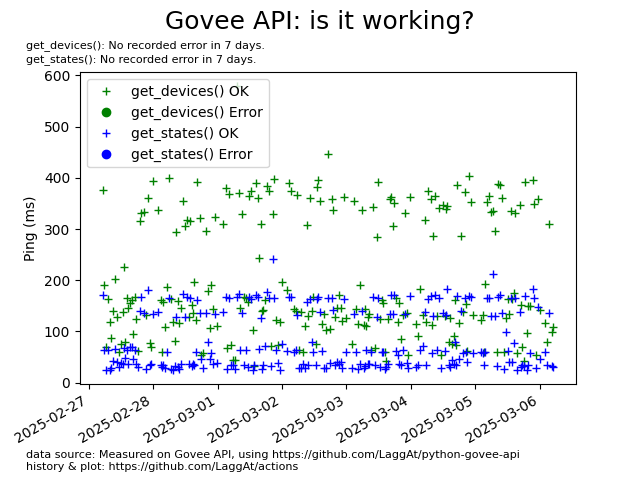 Govee API: is it working?
get_devices(): No recorded error in 7 days.
get_states(): No recorded error in 7 days.
600
500
400
300
200
100
0
Ping (ms)
get_devices() OK
get_devices() Error
get_states() OK
get_states() Error
2025-02-27
2025-02-28
2025-03-01
2025-03-02
2025-03-03
2025-03-04
2025-03-05
2025-03-06
data source: Measured on Govee API, using https://github.com/LaggAt/python-govee-api
history & plot: https://github.com/LaggAt/actions